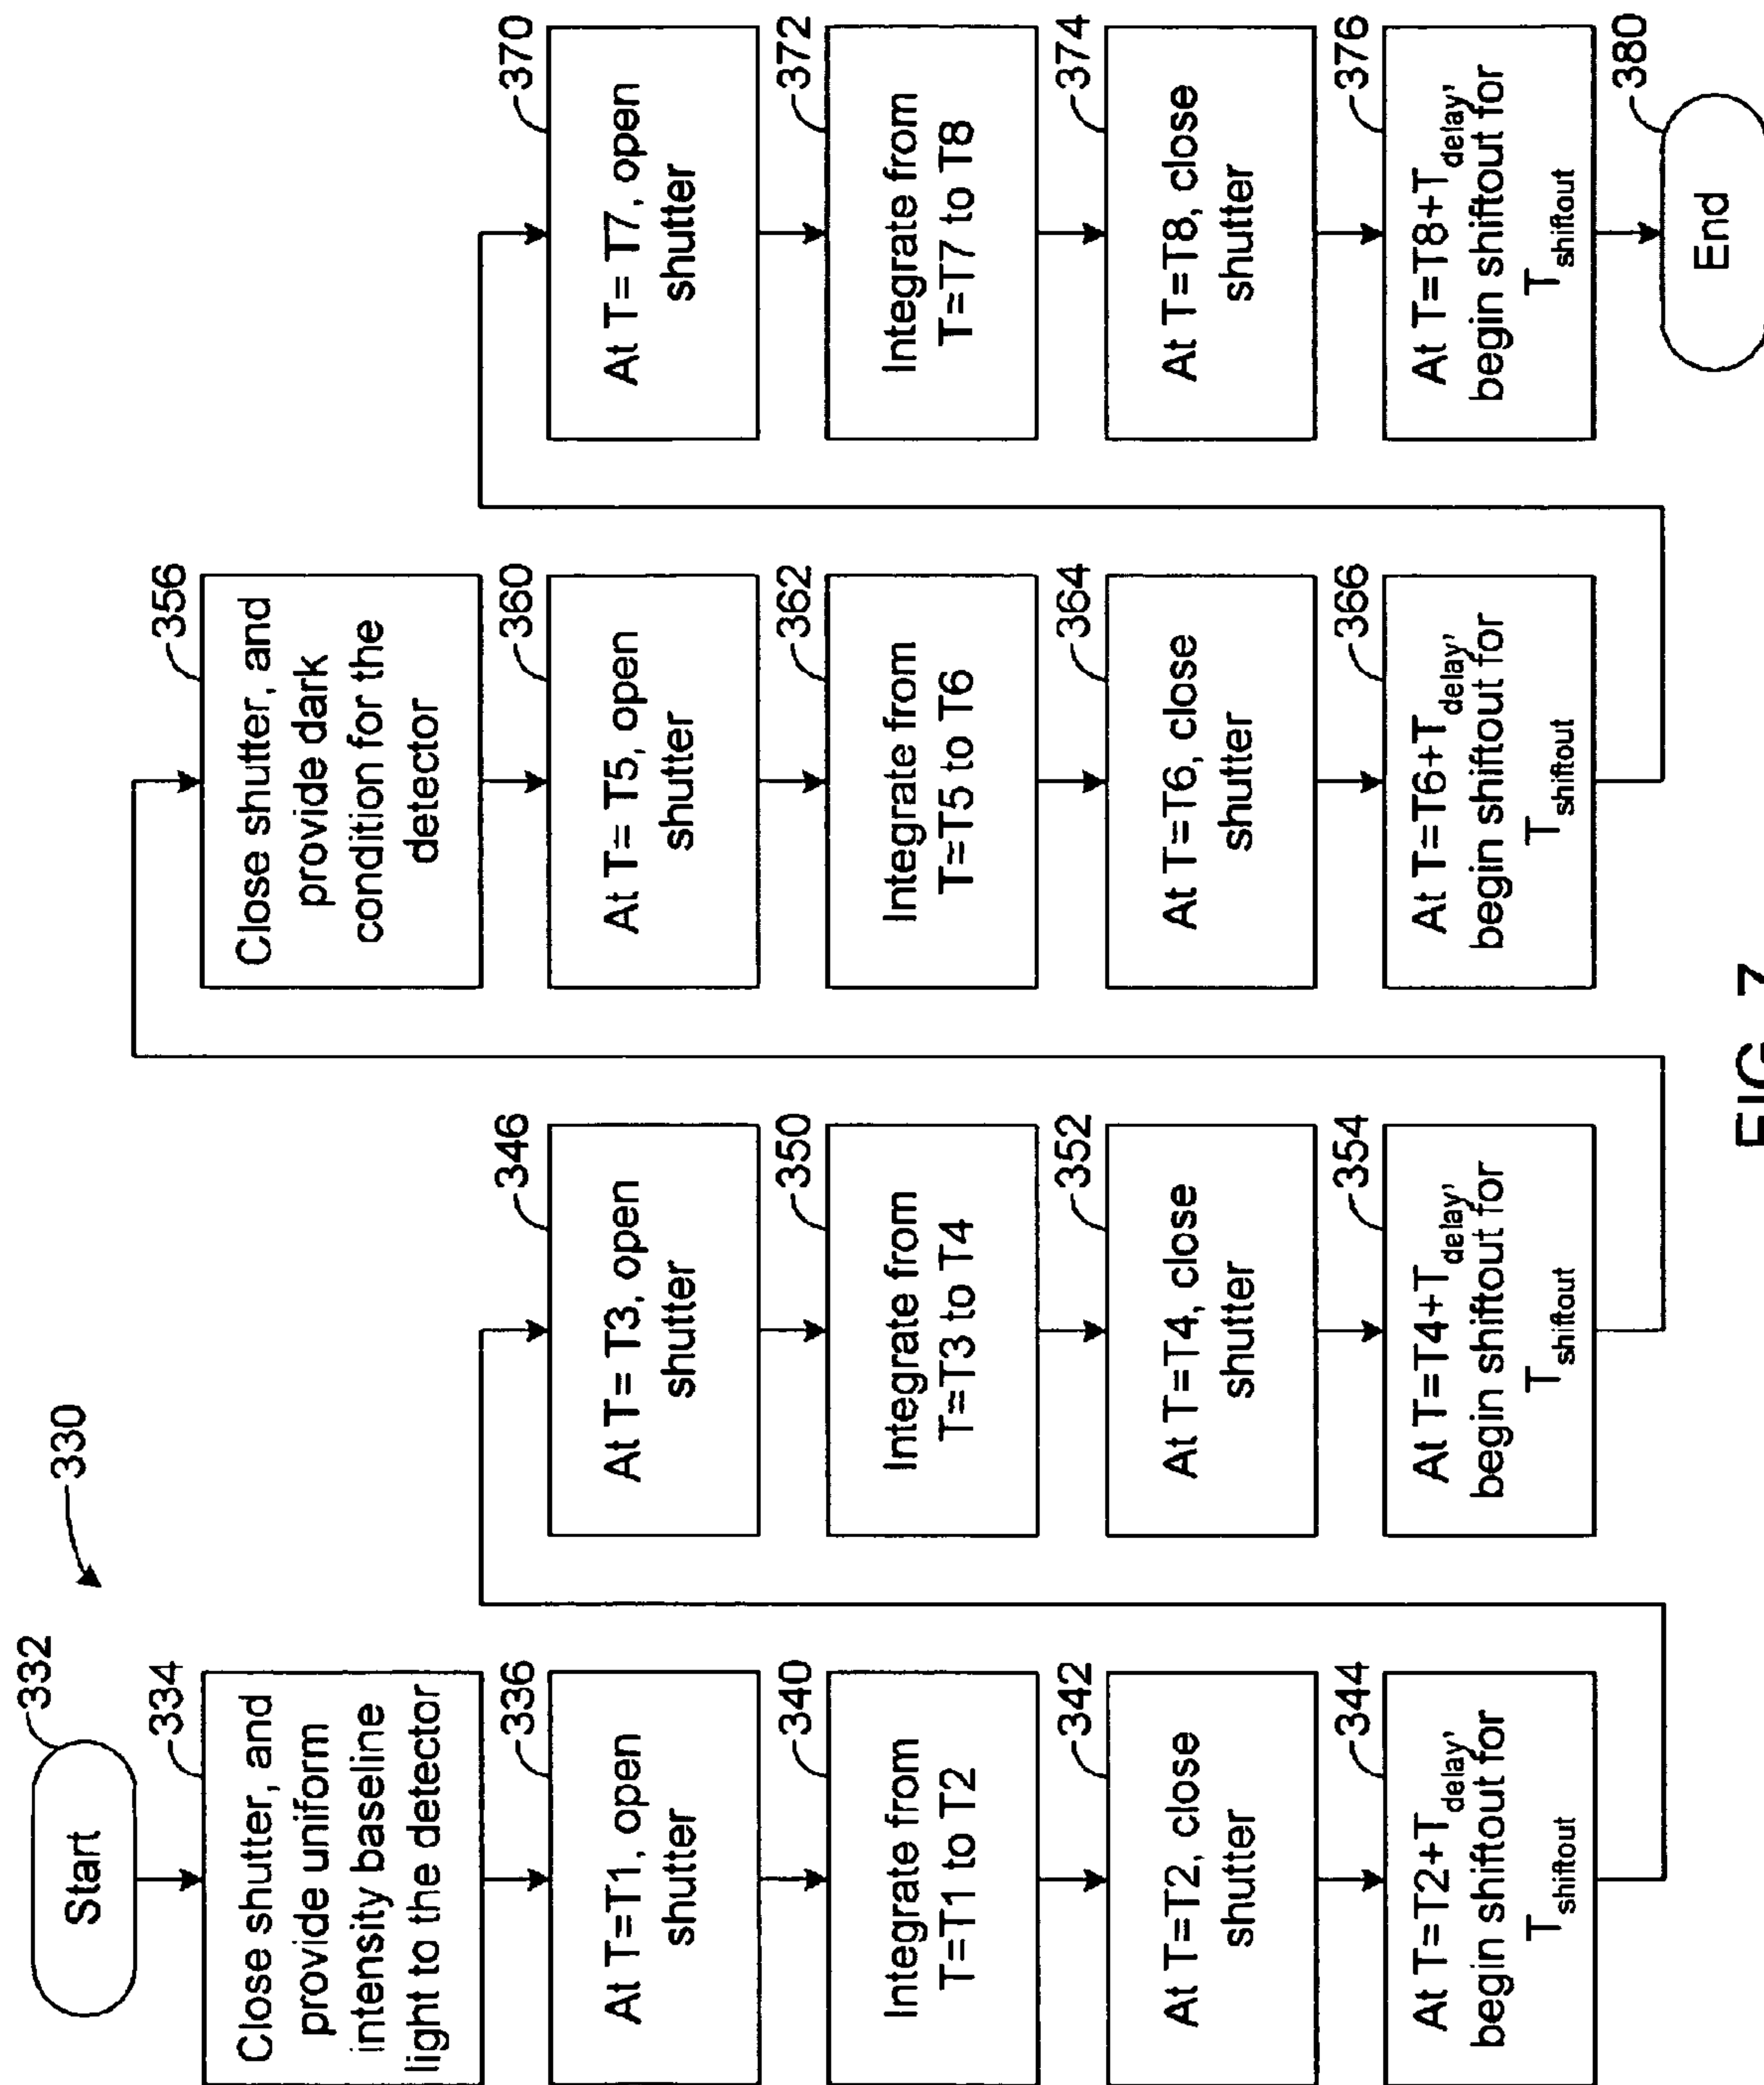 330
Start
332
Close shutter, and
provide uniform
intensity baseline
light to the detector
334
At T=T1, open
shutter
336
Integrate from
T=T1 to T2
340
At T=T2, close
shutter
342
At T=T2+Tdelay,
begin shiftout for
Tshiftout
344
At T= T3, open
shutter
346
Integrate from
T=T3 to T4
350
At T=T4, close
shutter
352
At T=T4+Tdelay,
begin shiftout for
Tshiftout
354
Close shutter, and
provide dark
condition for the
detector
356
At T= T5, open
shutter
360
Integrate from
T=T5 to T6
362
At T=T6, close
shutter
364
At T=T6+Tdelay,
begin shiftout for
Tshiftout
366
At T= T7, open
shutter
370
Integrate from
T=T7 to T8
372
At T=T8, close
shutter
374
At T=T8+Tdelay,
begin shiftout for
Tshiftout
376
End
380
FIG. 7